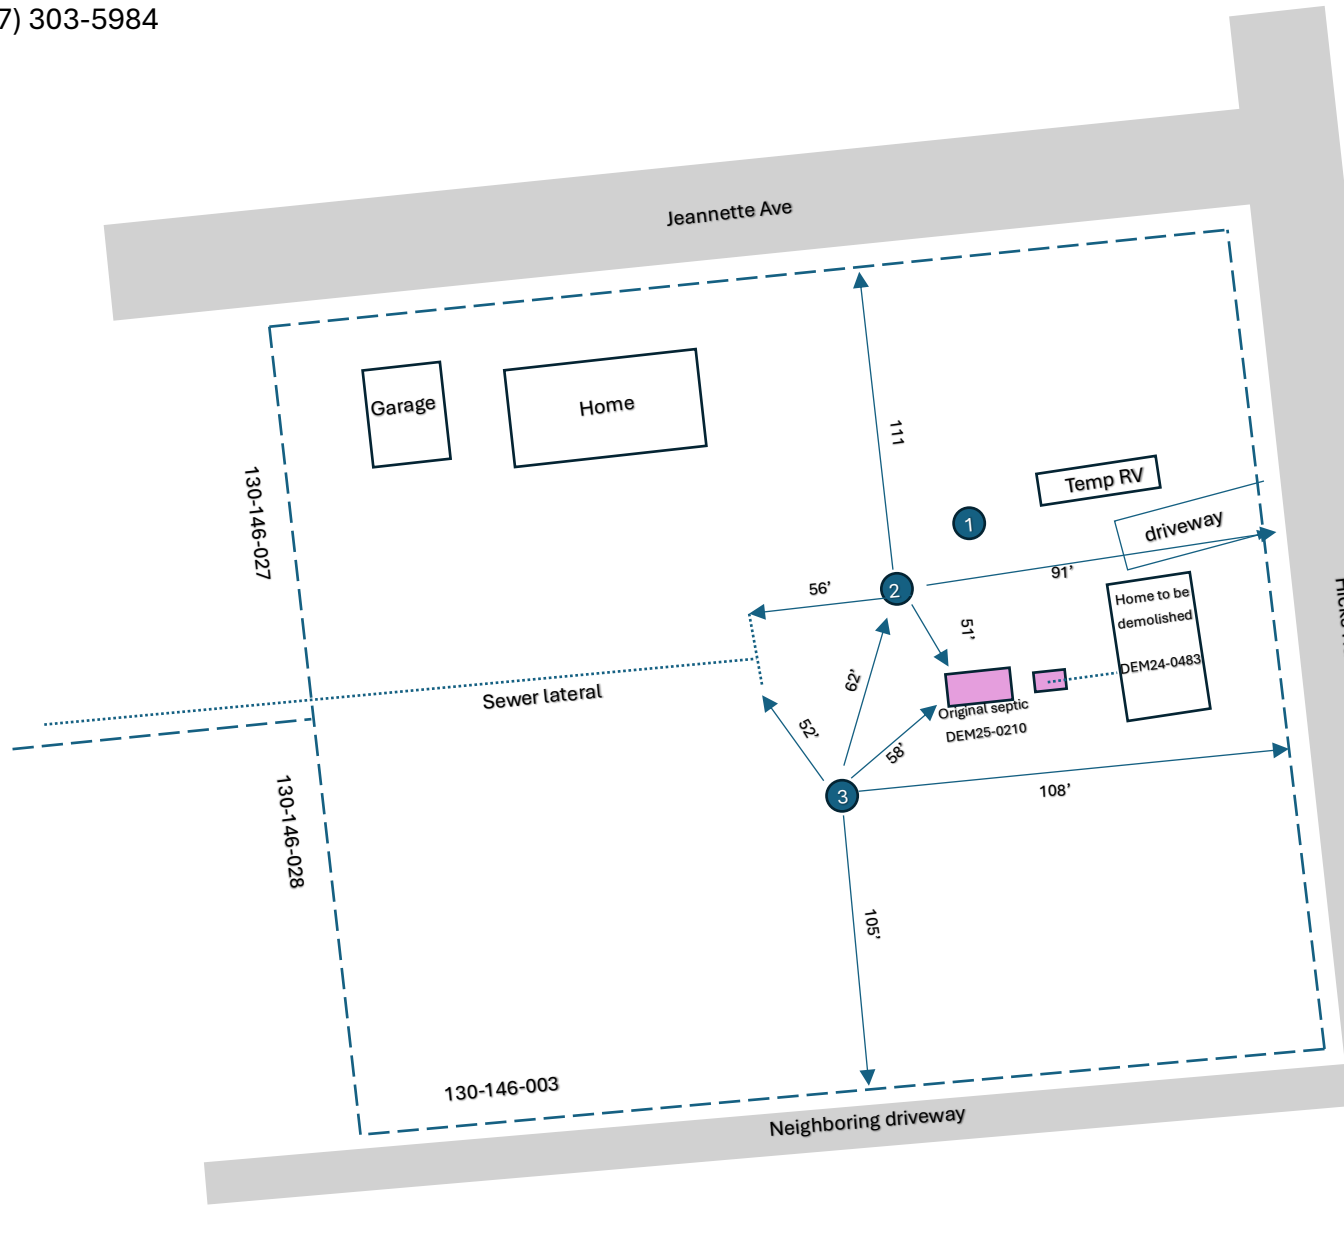 7) 303-5984
Jeannette Ave
Garage
Home
111
Temp RV
130-146-027
1
driveway
2
91’
56’
Home to be
demolished
51’
DEM24-0483
62’
Sewer lateral
Original septic
DEM25-0210
52’
58’
3
108’
130-146-028
105’
130-146-003
Neighboring driveway